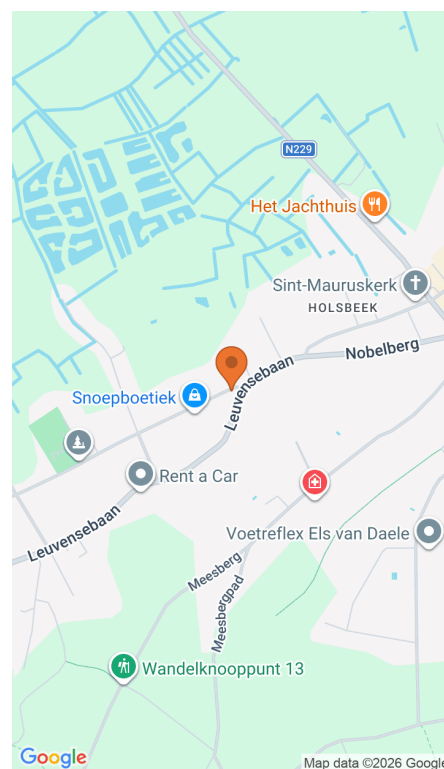 N229
Het Jachthuis
Sint-Mauruskerk
HOLSBEEK
Nobelberg
Leuvensebaan
Snoepboetiek
Rent a Car
Voetreflex Els van Daele
Leuvensebaan
Meesberg
Meesbergpad
Wandelknooppunt 13
Google
Map data ©2026 Google